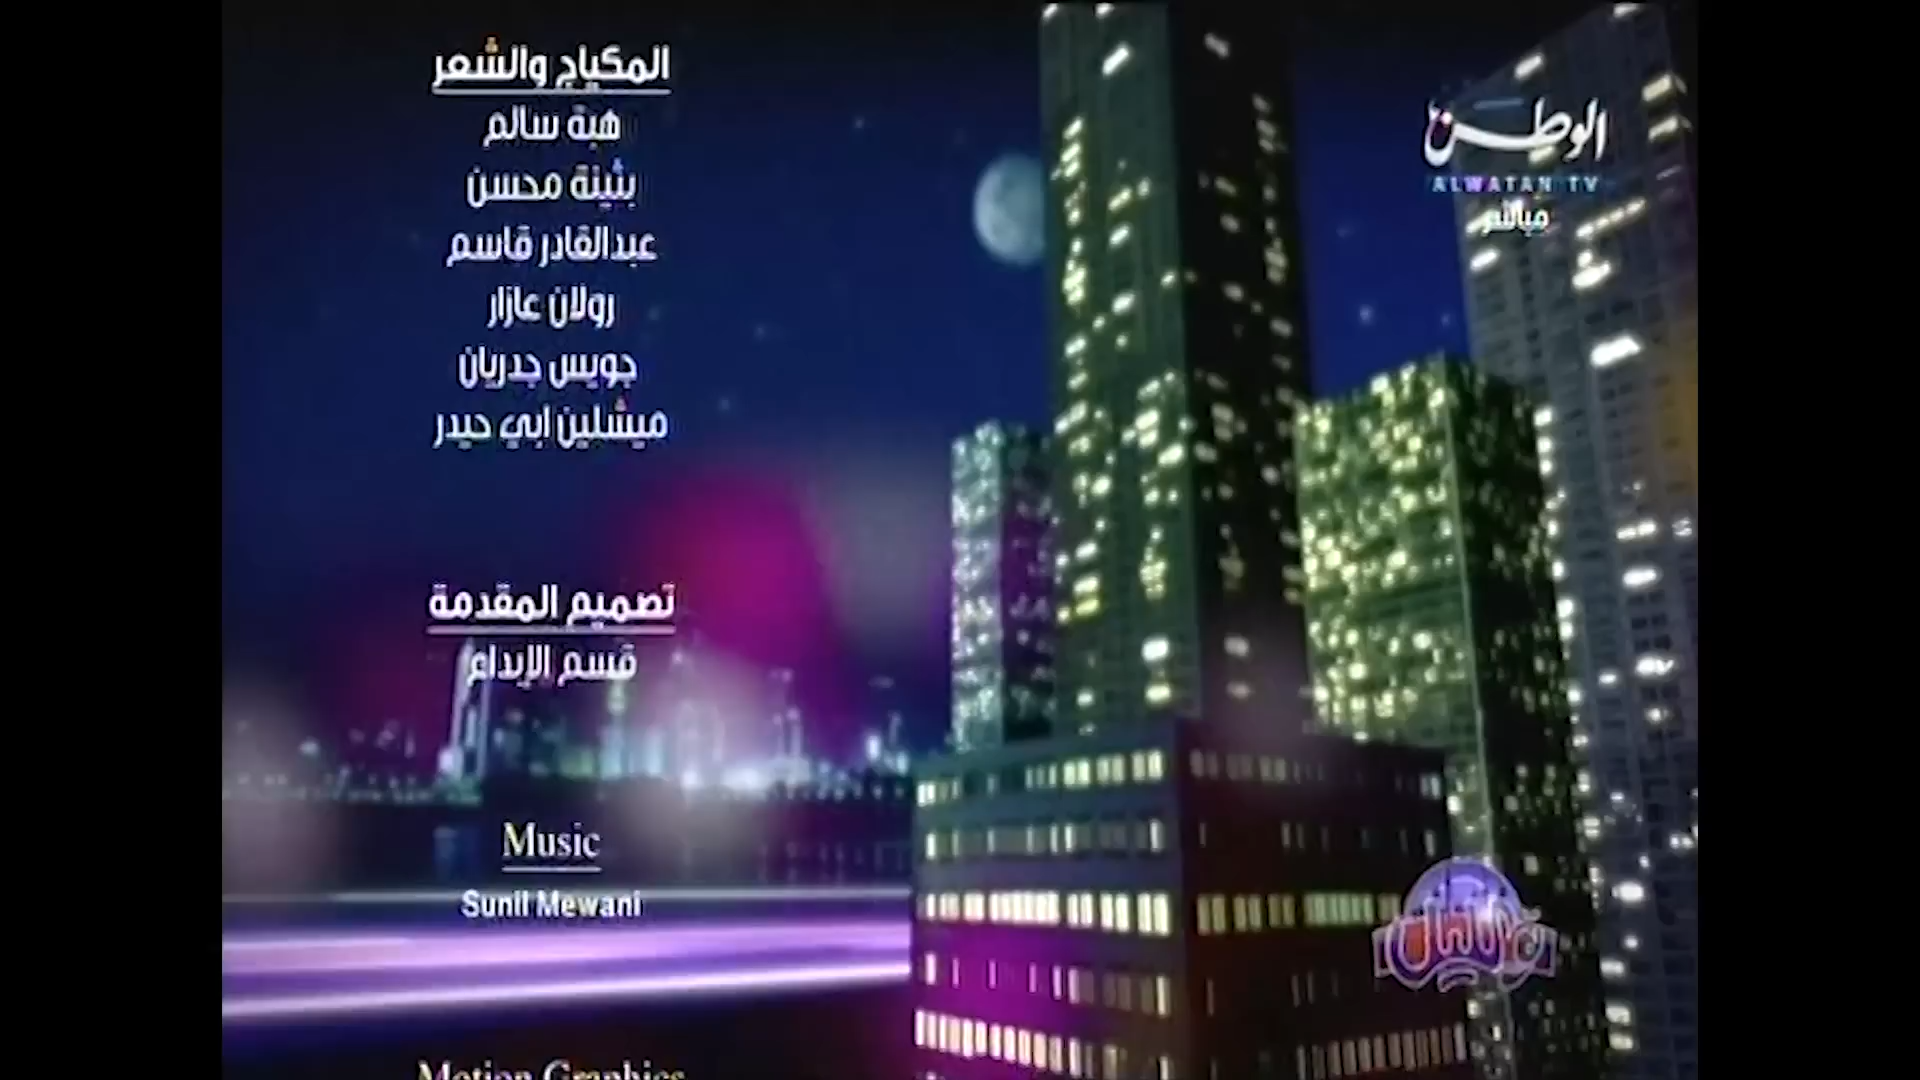 المكياج والشعر
هبة سالم
بثينة محسن
عبدالقادر قاسم
رولان عازار
جويس جدريان
ميشلين ابي حيدر
تصميم المقدمة
قسم الإبداع
Music
Sunil Mewani
Motion Graphics
الوطن
ALWATAN TV
مباشر